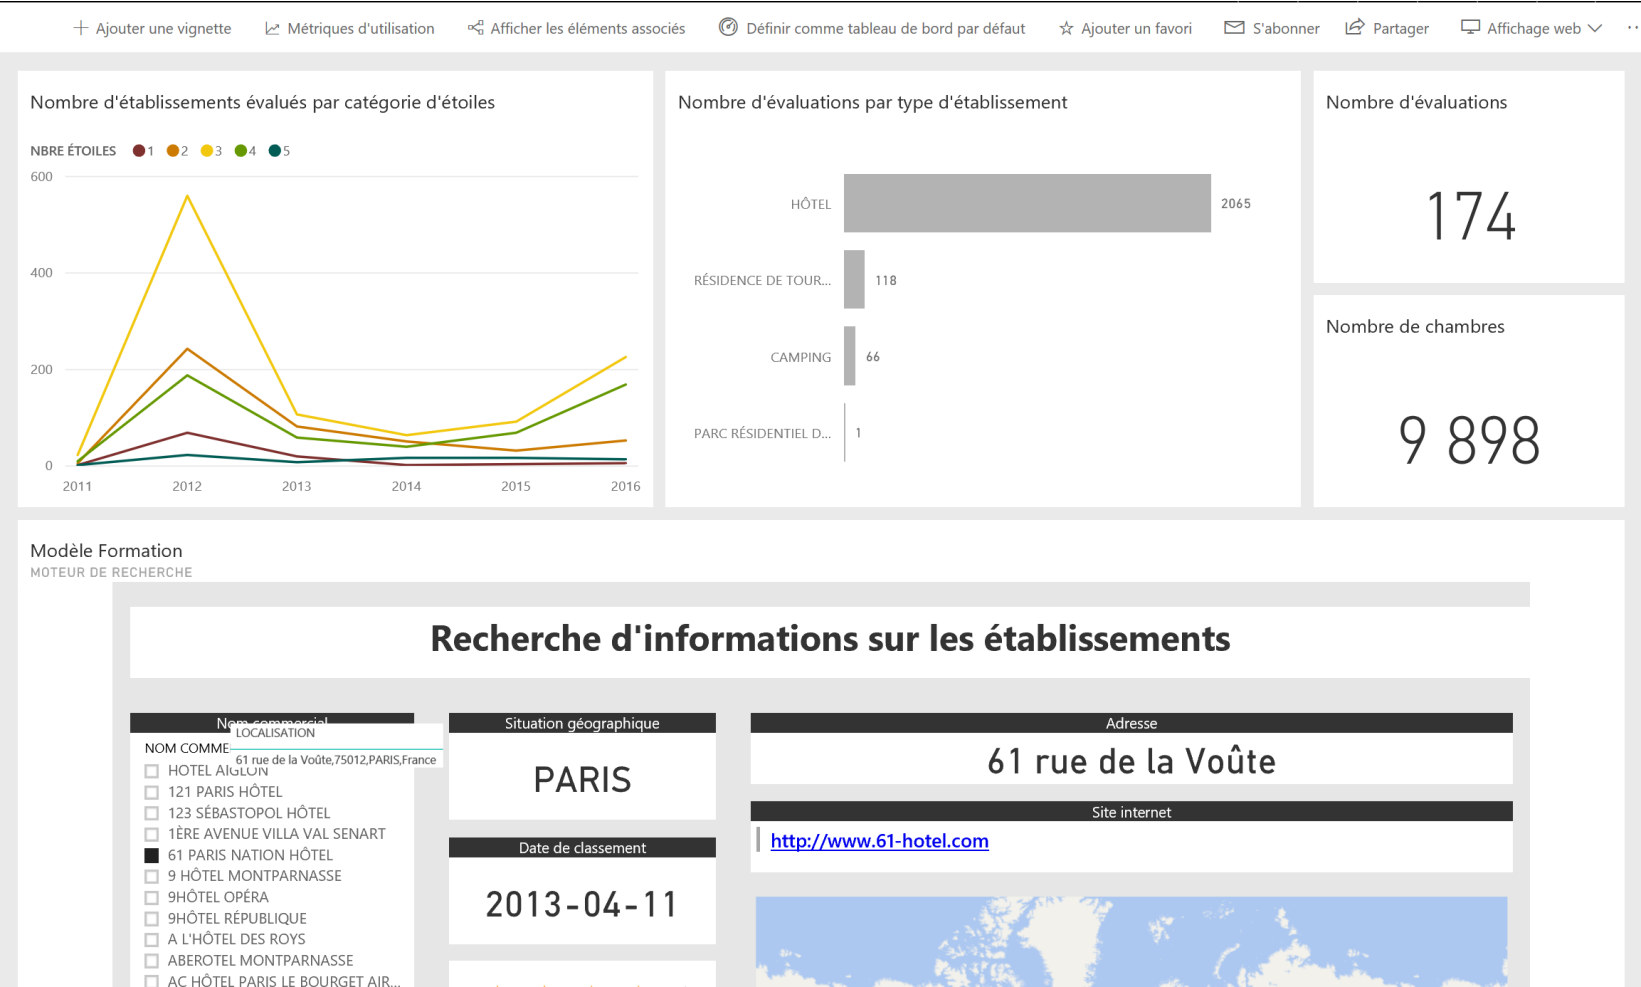 Ajouter une vignette Métriques d'utilisation Afficher les éléments associés Définir comme tableau de bord par défaut Ajouter un favori S'abonner Partager Affichage web
Nombre d'établissements évalués par catégorie d'étoiles
NBRE ÉTOILES 1 2 3 4 5
600
400
200
0
2011 2012 2013 2014 2015 2016
Nombre d'évaluations par type d'établissement
HÔTEL 2065
RÉSIDENCE DE TOUR... 118
CAMPING 66
PARC RÉSIDENTIEL D... 1
Nombre d'évaluations
174
Nombre de chambres
9 898
Modèle Formation
MOTEUR DE RECHERCHE
Recherche d'informations sur les établissements
Nom commercial
LOCALISATION
NOM COMME
61 rue de la Voûte,75012,PARIS,France
HOTEL AIGLON
121 PARIS HÔTEL
123 SÉBASTOPOL HÔTEL
1ÈRE AVENUE VILLA VAL SENART
61 PARIS NATION HÔTEL
9 HÔTEL MONTPARNASSE
9HÔTEL OPÉRA
9HÔTEL RÉPUBLIQUE
A L'HÔTEL DES ROYS
ABEROTEL MONTPARNASSE
AC HÔTEL PARIS LE BOURGET AIR...
Situation géographique
PARIS
Date de classement
2013-04-11
Adresse
61 rue de la Voûte
Site internet
http://www.61-hotel.com